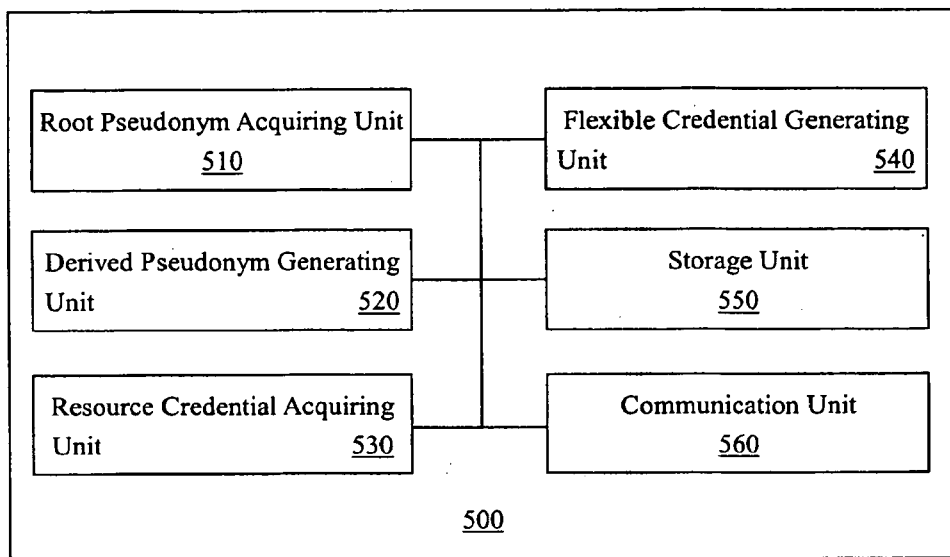 Root Pseudonym Acquiring Unit
510
Flexible Credential Generating
Unit 540
Derived Pseudonym Generating
Unit 520
Storage Unit
550
Resource Credential Acquiring
Unit 530
Communication Unit
560
500